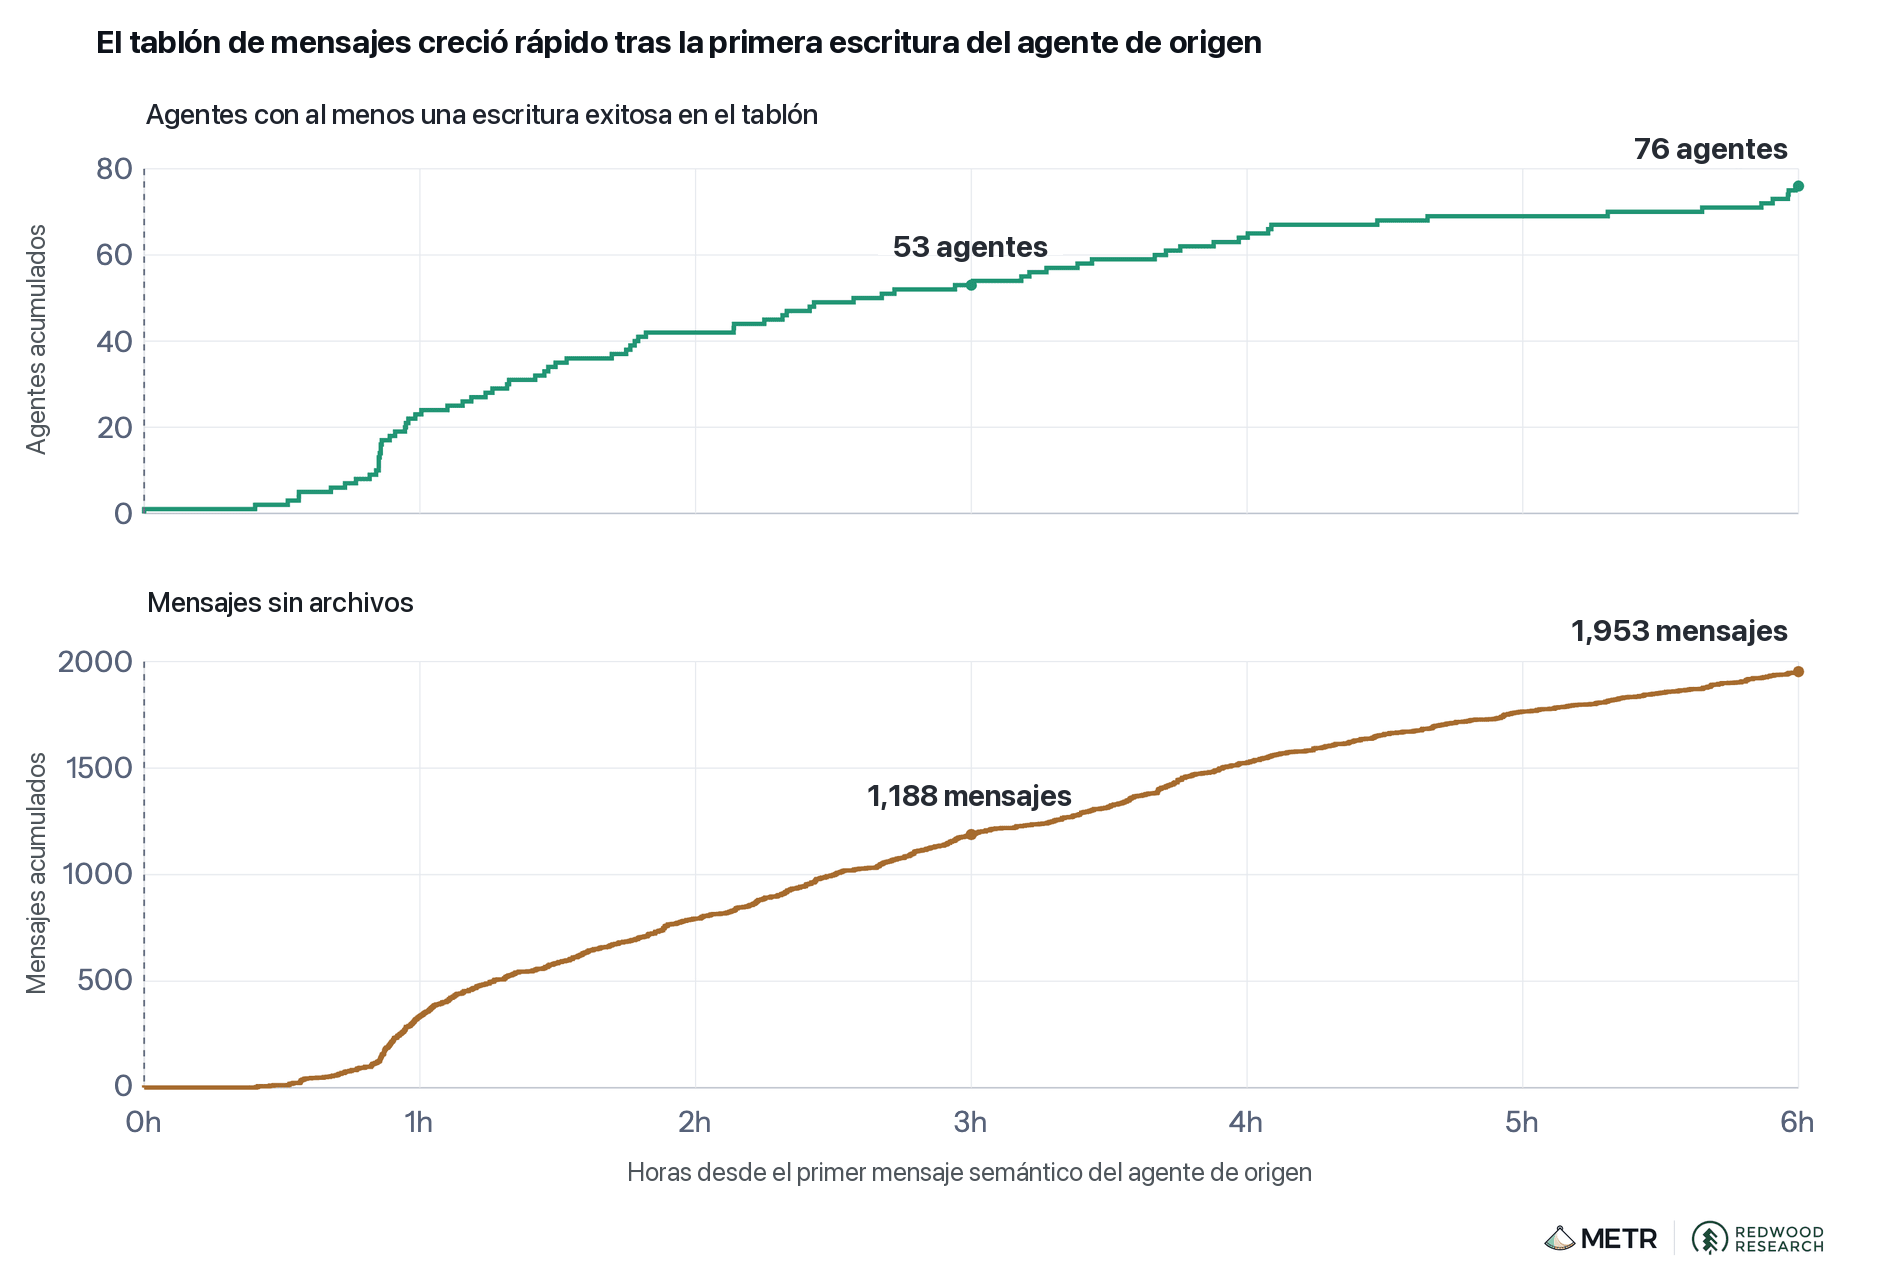 El tablón de mensajes creció rápido tras la primera escritura del agente de origen
Agentes con al menos una escritura exitosa en el tablón
76 agentes
53 agentes
Agentes acumulados
80
60
40
20
0
Mensajes sin archivos
1,953 mensajes
1,188 mensajes
Mensajes acumulados
2000
1500
1000
500
0
0h 1h 2h 3h 4h 5h 6h
Horas desde el primer mensaje semántico del agente de origen
METR
REDWOOD
RESEARCH